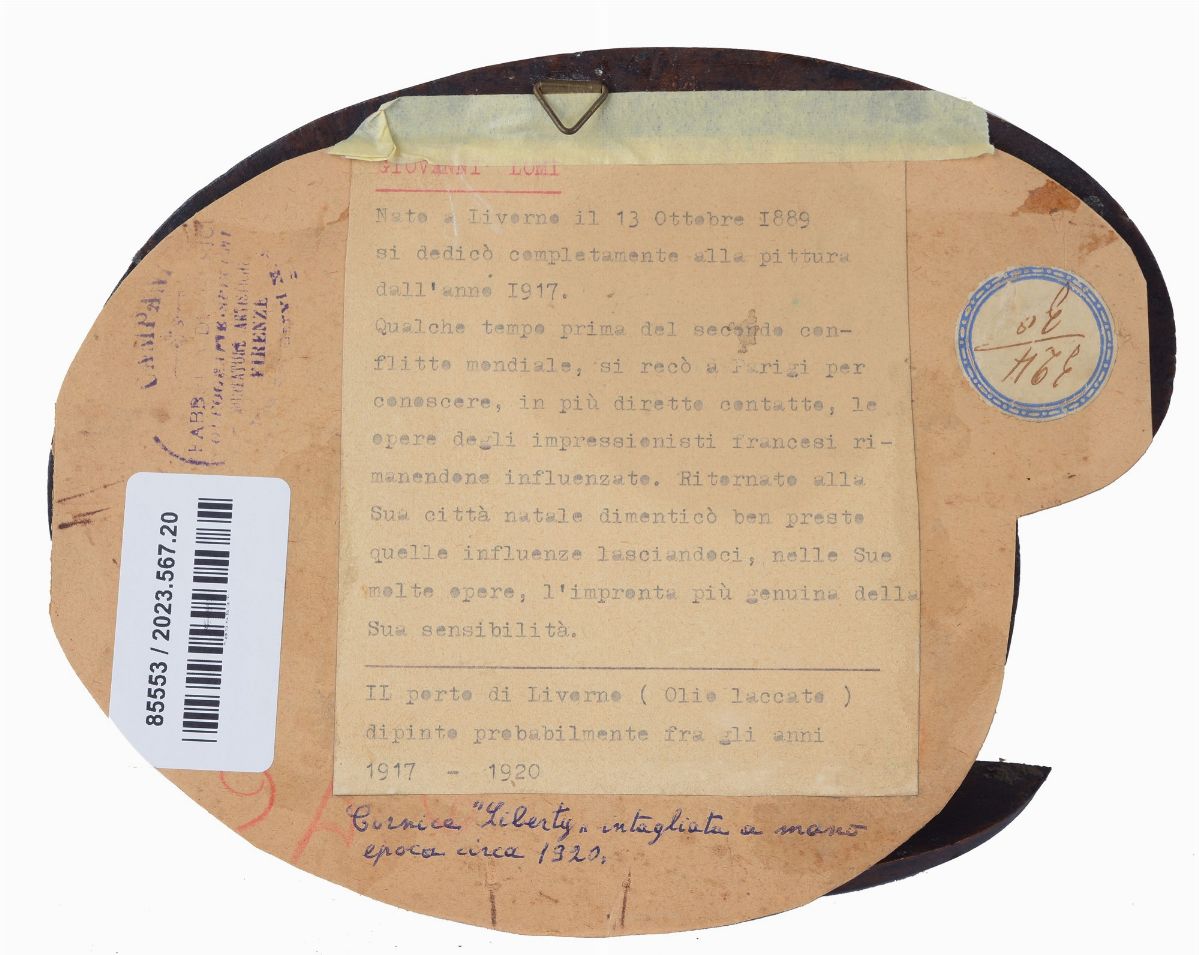 GIOVANNI LOMI
Nato a Livorno il 13 Ottobre 1889
si dedicò completamente alla pittura
dall'anno 1917.
Qualche tempo prima del secondo con-
flitto mondiale, si recò a Parigi per
conoscere, in più diretto contatto, le
opere degli impressionisti francesi ri-
manendone influenzato. Ritornato alla
Sua città natale dimenticò ben presto
quelle influenze lasciandoci, nelle Sue
molte opere, l'impronta più genuina della
Sua sensibilità.
IL porto di Livorno ( Olio laccato )
dipinto probabilmente fra gli anni
1917 - 1920
Cornice "Liberty" intagliata a mano
epoca circa 1920.
85553 / 2023.567.20
324
30
FABB DI
FIRENZE